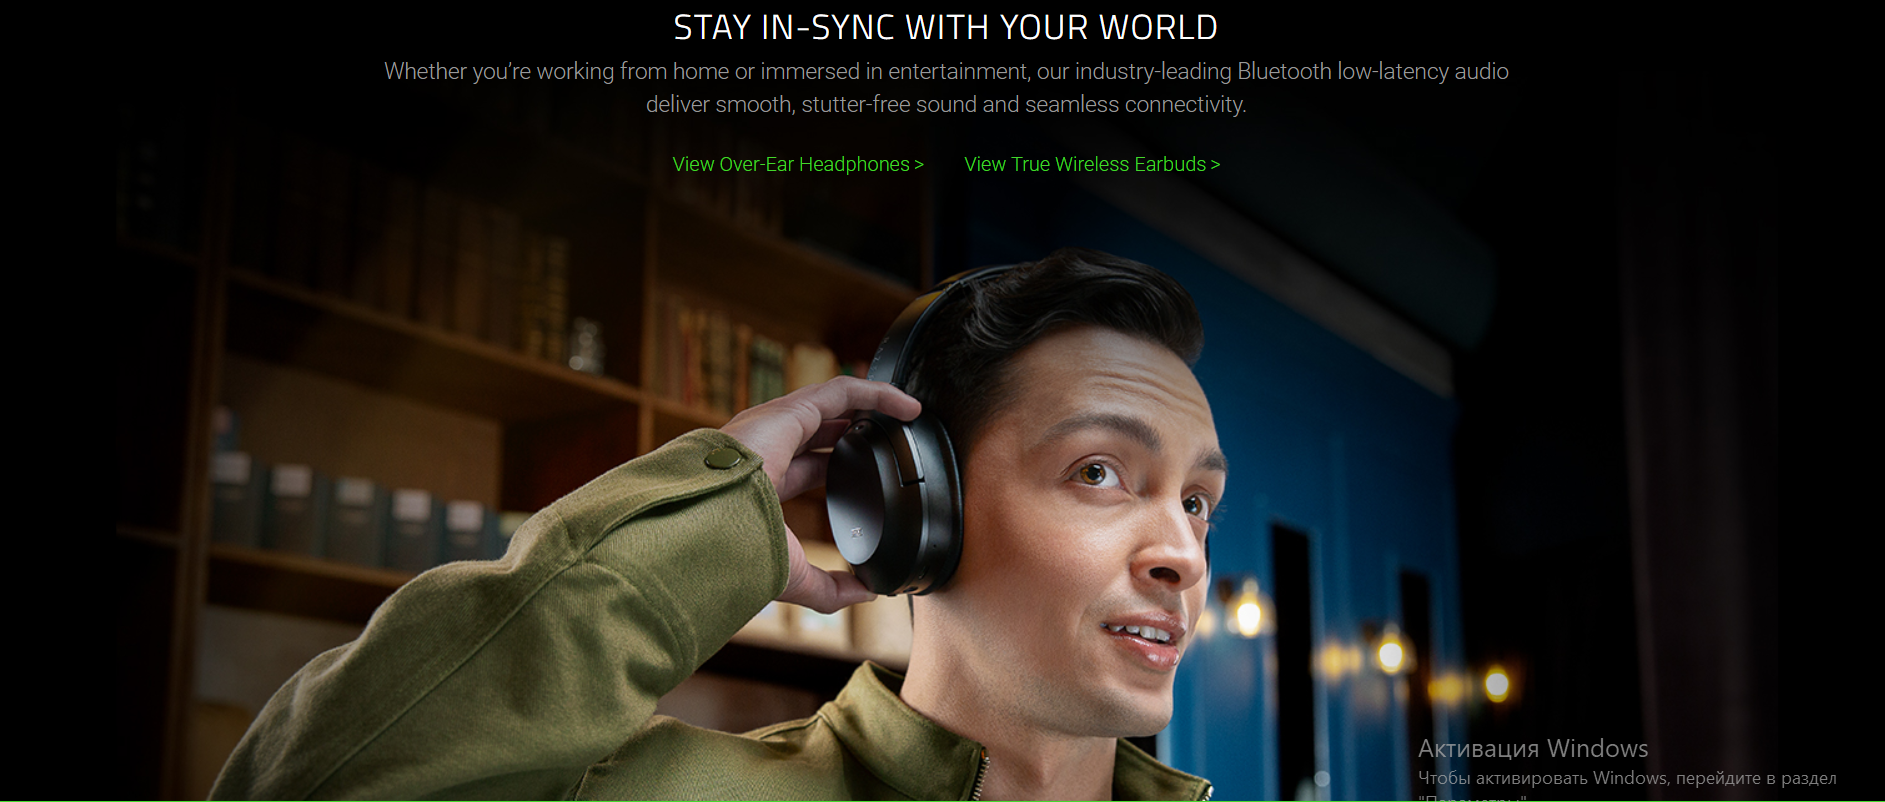 STAY IN-SYNC WITH YOUR WORLD
Whether you’re working from home or immersed in entertainment, our industry-leading Bluetooth low-latency audio
deliver smooth, stutter-free sound and seamless connectivity.
View Over-Ear Headphones > View True Wireless Earbuds >
Активация Windows
Чтобы активировать Windows, перейдите в раздел